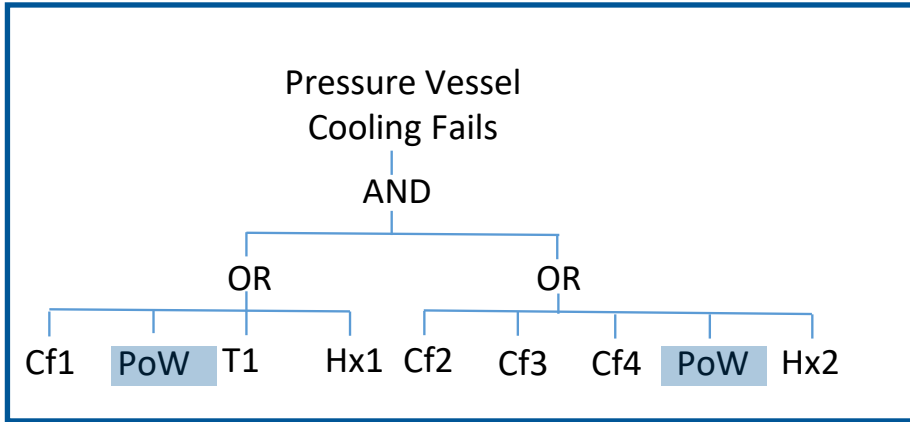 Pressure Vessel
Cooling Fails
AND
OR OR
Cf1 PoW T1 Hx1 Cf2 Cf3 Cf4 PoW Hx2